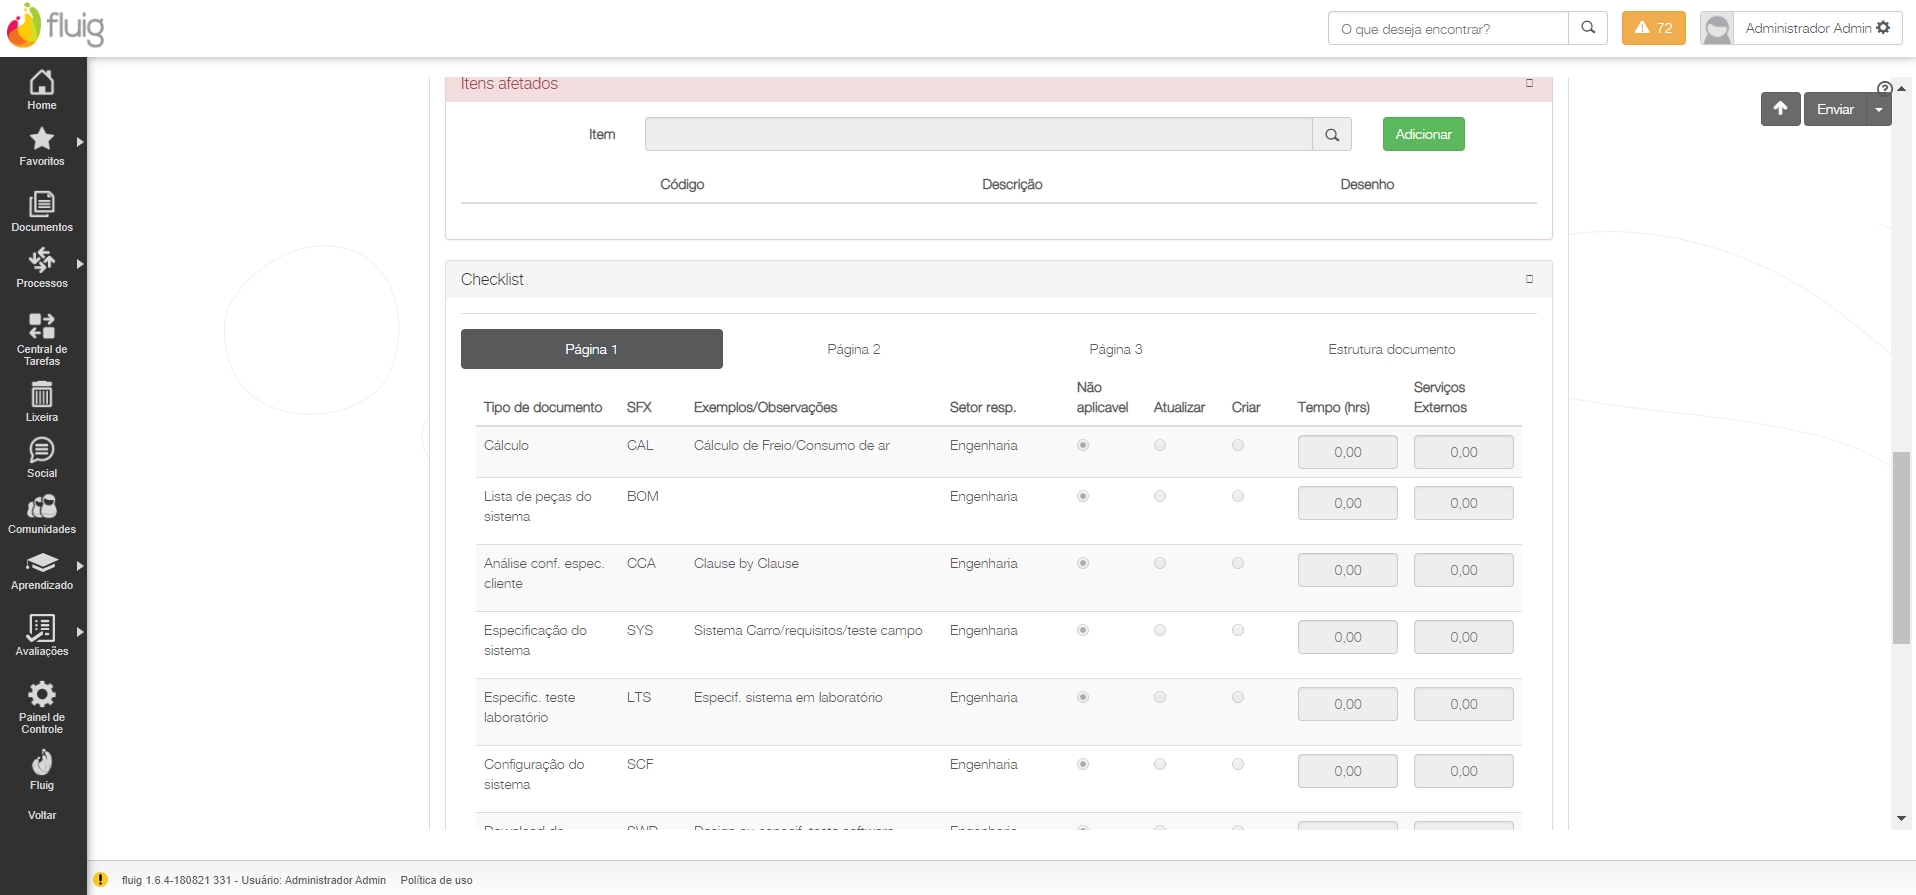 fluig
O que deseja encontrar?
72
Administrador Admin
Home
Favoritos
Documentos
Processos
Central de
Tarefas
Lixeira
Social
Comunidades
Aprendizado
Avaliações
Painel de
Controle
Fluig
Voltar
Itens afetados
Enviar
Item
Adicionar
Código Descrição Desenho
Checklist
Página 1 Página 2 Página 3 Estrutura documento
Tipo de documento SFX Exemplos/Observações Setor resp. Não aplicavel Atualizar Criar Tempo (hrs) Serviços Externos
Cálculo CAL Cálculo de Freio/Consumo de ar Engenharia 0,00 0,00
Lista de peças do BOM Engenharia 0,00 0,00
sistema
Análise conf. espec. CCA Clause by Clause Engenharia 0,00 0,00
cliente
Especificação do SYS Sistema Carro/requisitos/teste campo Engenharia 0,00 0,00
sistema
Especific. teste LTS Especif. sistema em laboratório Engenharia 0,00 0,00
laboratório
Configuração do SCF Engenharia 0,00 0,00
sistema
fluig 1.6.4-180821 331 - Usuário: Administrador Admin Política de uso